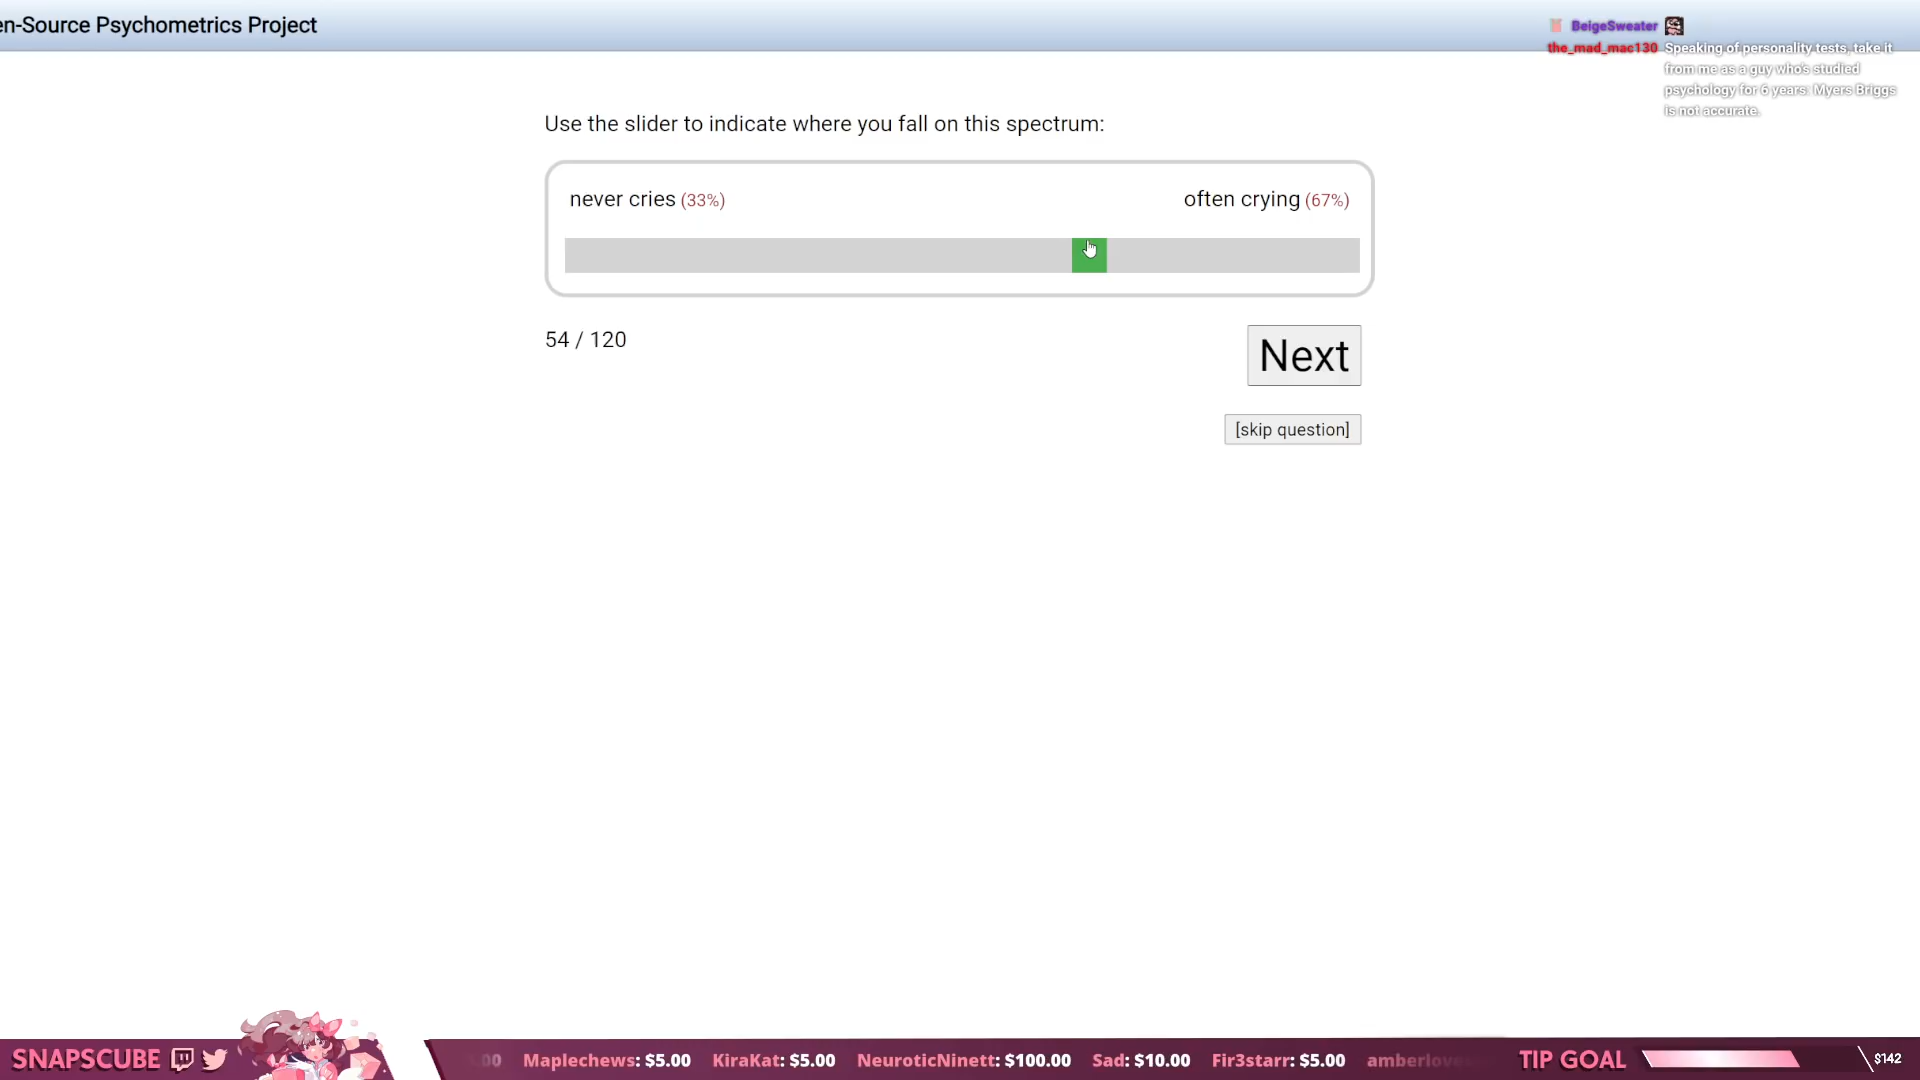 en-Source Psychometrics Project
BeigeSweater
the_mad_mac130 Speaking of personality tests, take it
from me as a guy who's studied
psychology for 6 years: Myers Briggs
is not accurate.
Use the slider to indicate where you fall on this spectrum:
never cries (33%)
often crying (67%)
54 / 120
Next
[skip question]
SNAPSCUBE
.00 Maplechews: $5.00 KiraKat: $5.00 NeuroticNinett: $100.00 Sad: $10.00 Fir3starr: $5.00 amberlove
TIP GOAL
$142